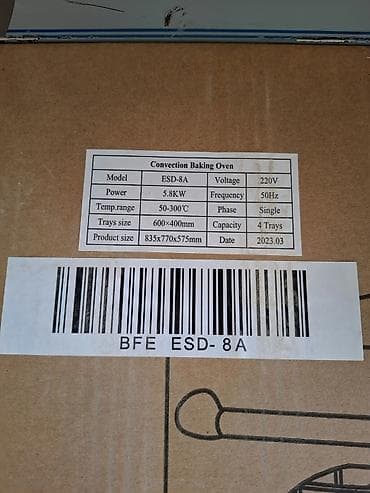 Convection Baking Oven
Model ESD-8A Voltage 220V
Power 5.8KW Frequency 50Hz
Temp.range 50-300℃ Phase Single
Trays size 600×400mm Capacity 4 Trays
Product size 835x770x575mm Date 2023.03
BFE ESD-8A